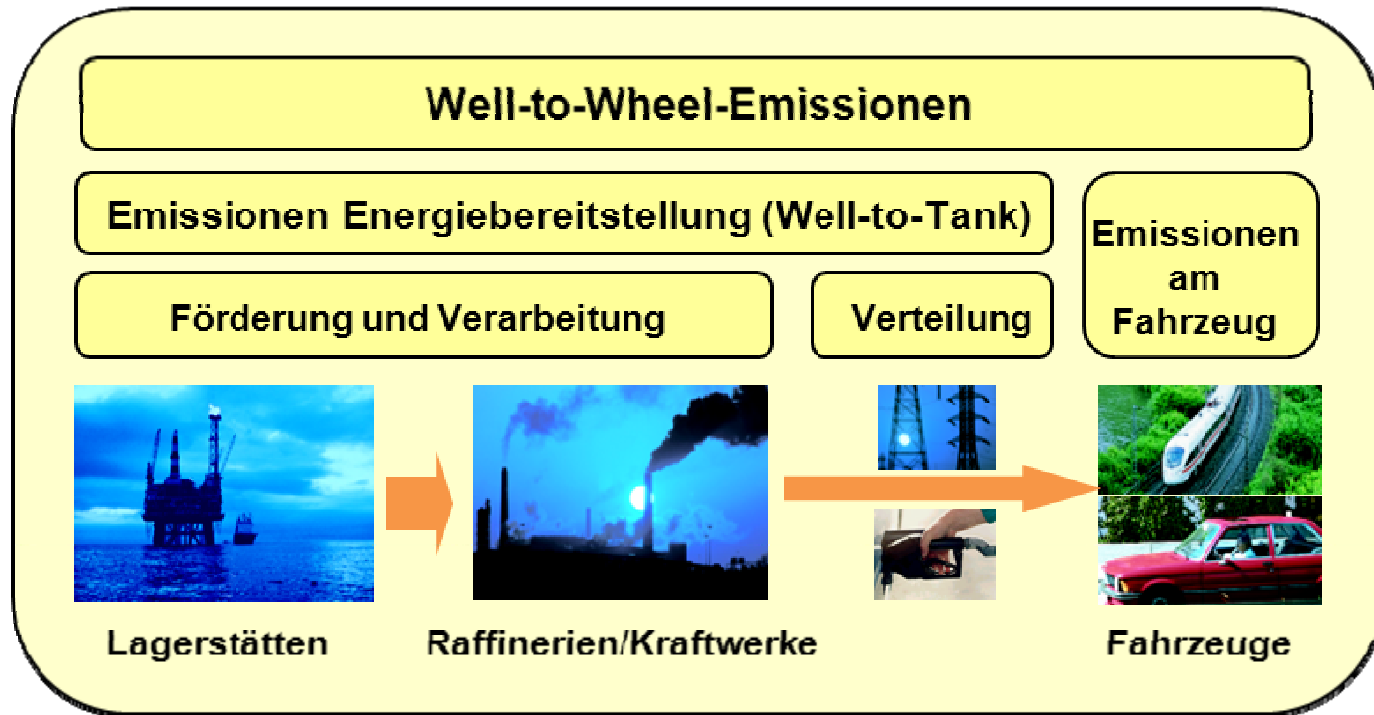 Well-to-Wheel-Emissionen
Emissionen Energiebereitstellung (Well-to-Tank)
Emissionen
am
Fahrzeug
Förderung und Verarbeitung
Verteilung
Lagerstätten
Raffinerien/Kraftwerke
Fahrzeuge